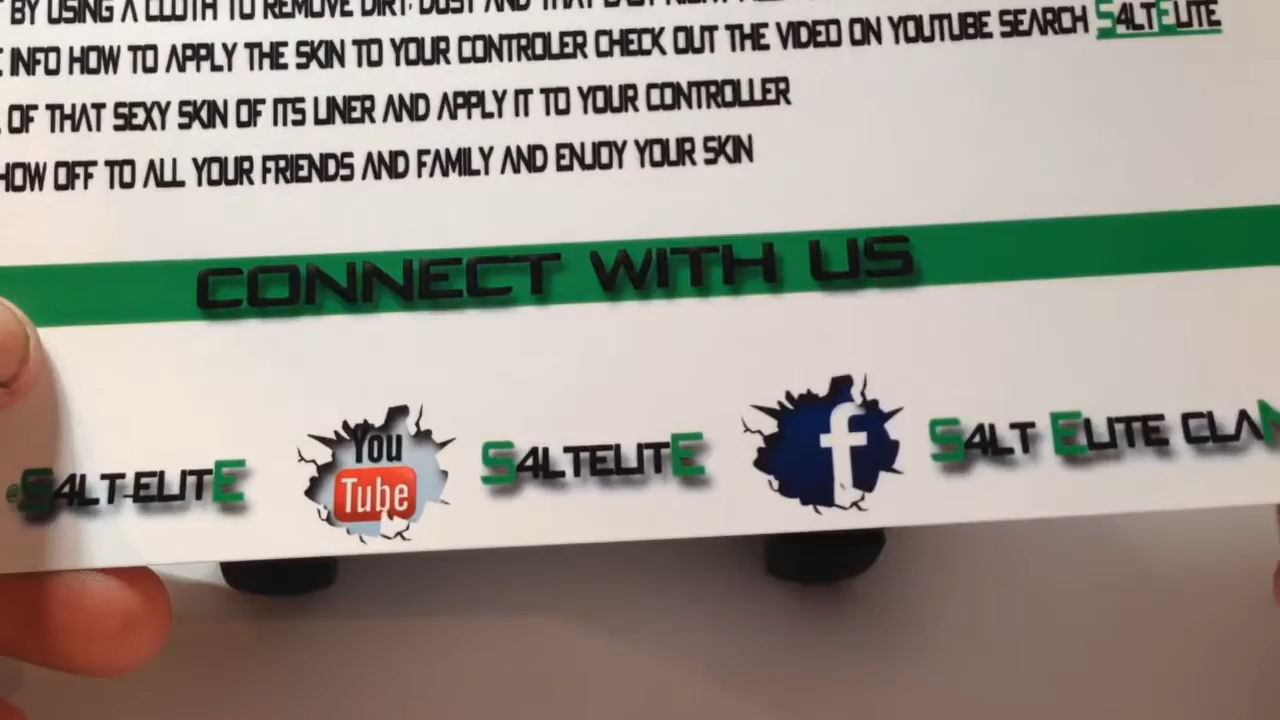 BY USING A CLOTH TO REMOVE DIRT, DUST AND THAT
INFO HOW TO APPLY THE SKIN TO YOUR CONTROLER CHECK OUT THE VIDEO ON YOUTUBE SEARCH S4LTELITE
OF THAT SEXY SKIN OF ITS LINER AND APPLY IT TO YOUR CONTROLLER
HOW OFF TO ALL YOUR FRIENDS AND FAMILY AND ENJOY YOUR SKIN
CONNECT WITH US
@S4LT-ELITE You Tube S4LTELITE f S4LT ELITE CLAN